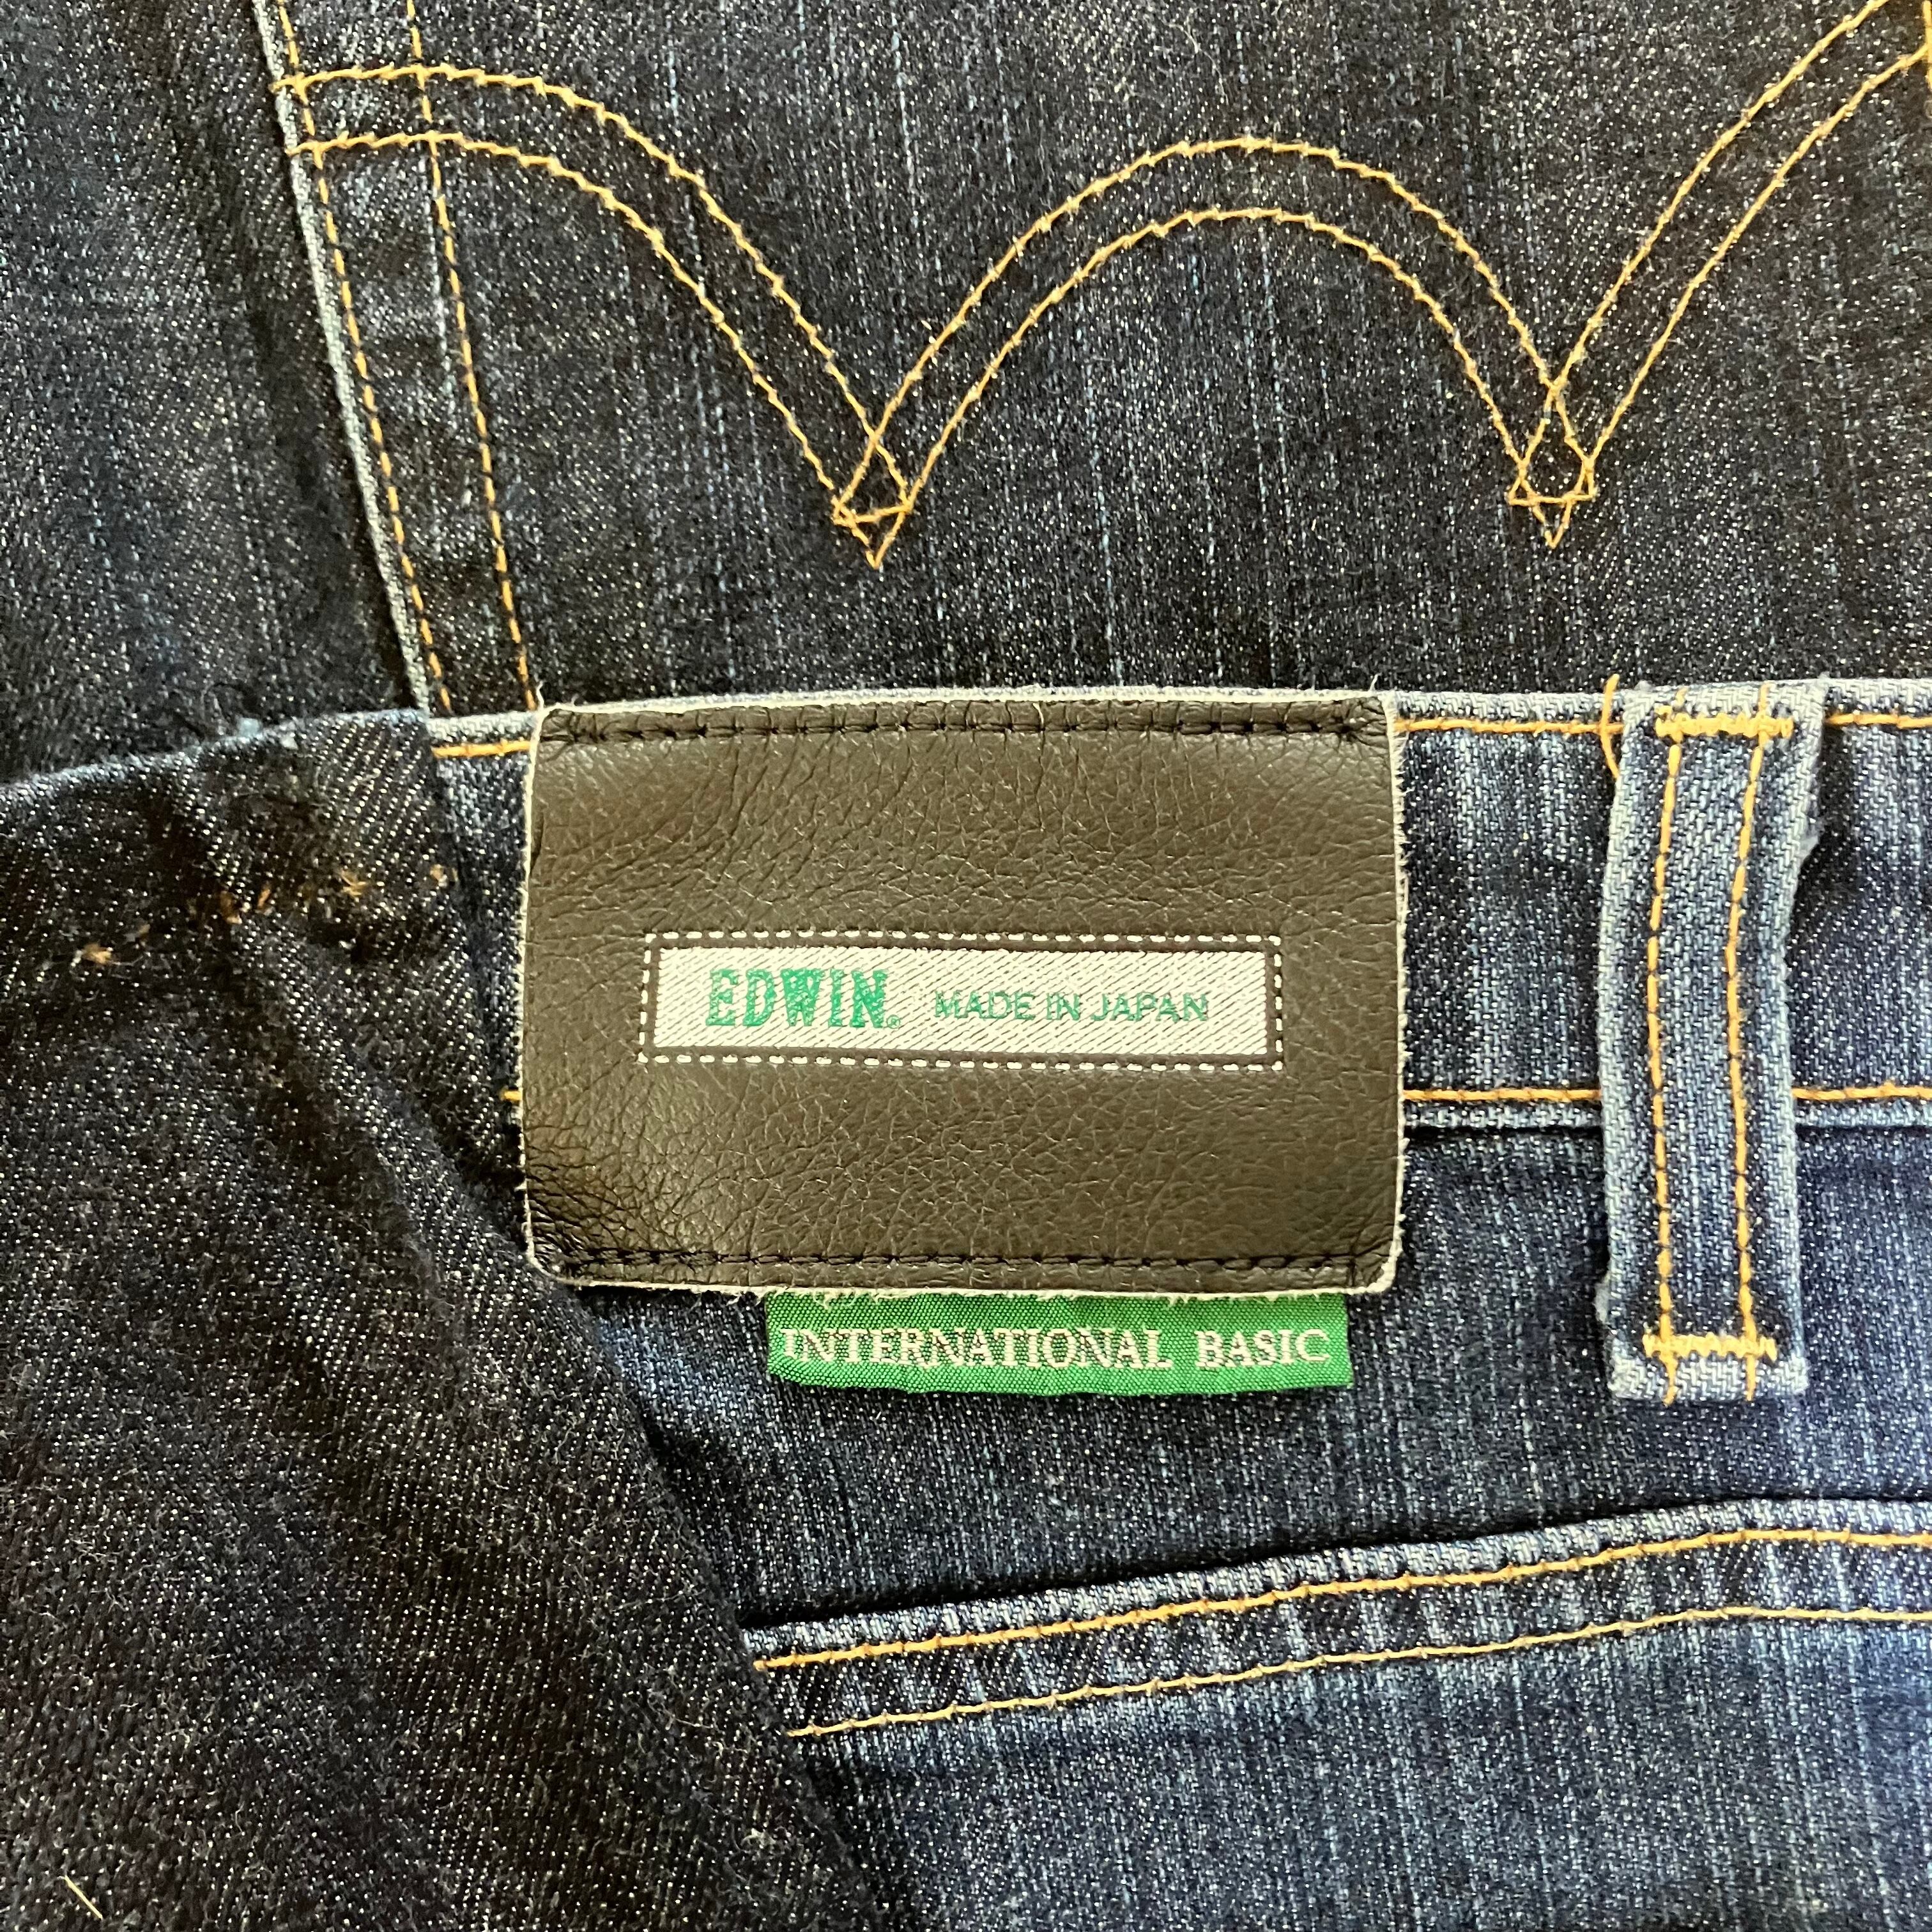 EDWIN® MADE IN JAPAN
INTERNATIONAL BASIC